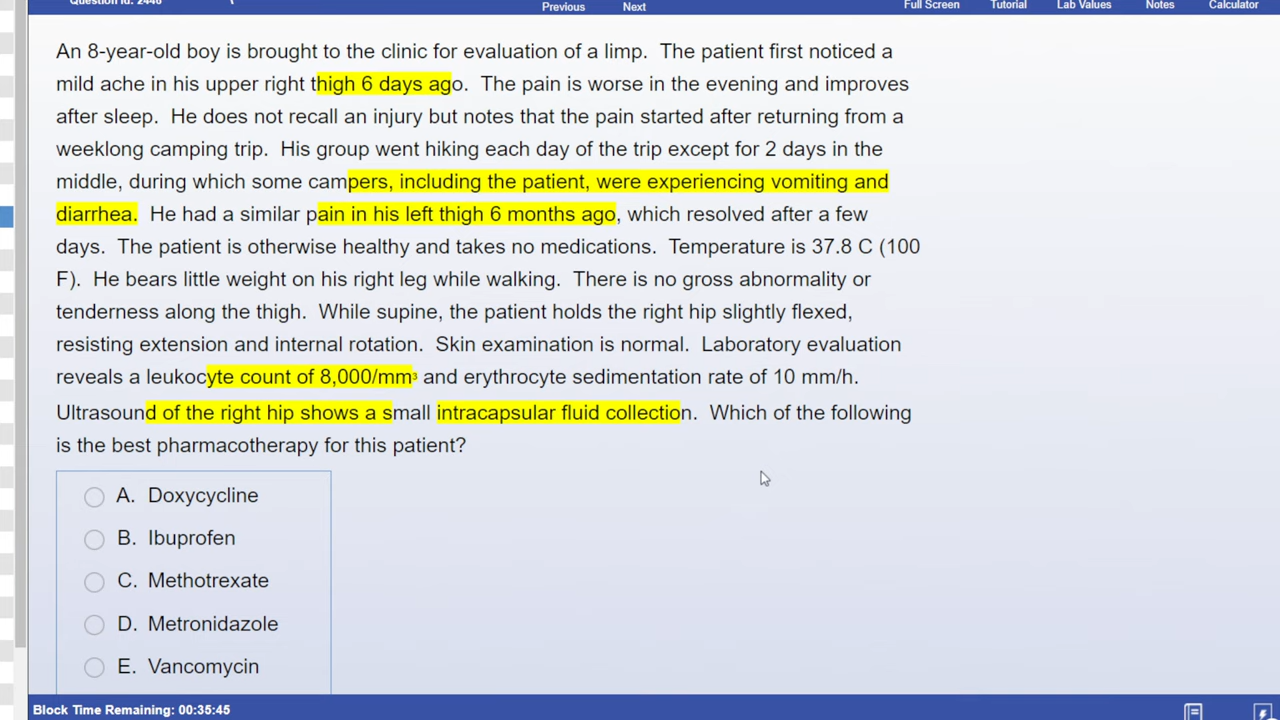 Question Id: 2446
Previous Next Full Screen Tutorial Lab Values Notes Calculator
An 8-year-old boy is brought to the clinic for evaluation of a limp. The patient first noticed a
mild ache in his upper right thigh 6 days ago. The pain is worse in the evening and improves
after sleep. He does not recall an injury but notes that the pain started after returning from a
weeklong camping trip. His group went hiking each day of the trip except for 2 days in the
middle, during which some campers, including the patient, were experiencing vomiting and
diarrhea. He had a similar pain in his left thigh 6 months ago, which resolved after a few
days. The patient is otherwise healthy and takes no medications. Temperature is 37.8 C (100
F). He bears little weight on his right leg while walking. There is no gross abnormality or
tenderness along the thigh. While supine, the patient holds the right hip slightly flexed,
resisting extension and internal rotation. Skin examination is normal. Laboratory evaluation
reveals a leukocyte count of 8,000/mm³ and erythrocyte sedimentation rate of 10 mm/h.
Ultrasound of the right hip shows a small intracapsular fluid collection. Which of the following
is the best pharmacotherapy for this patient?
A. Doxycycline
B. Ibuprofen
C. Methotrexate
D. Metronidazole
E. Vancomycin
Block Time Remaining: 00:35:45